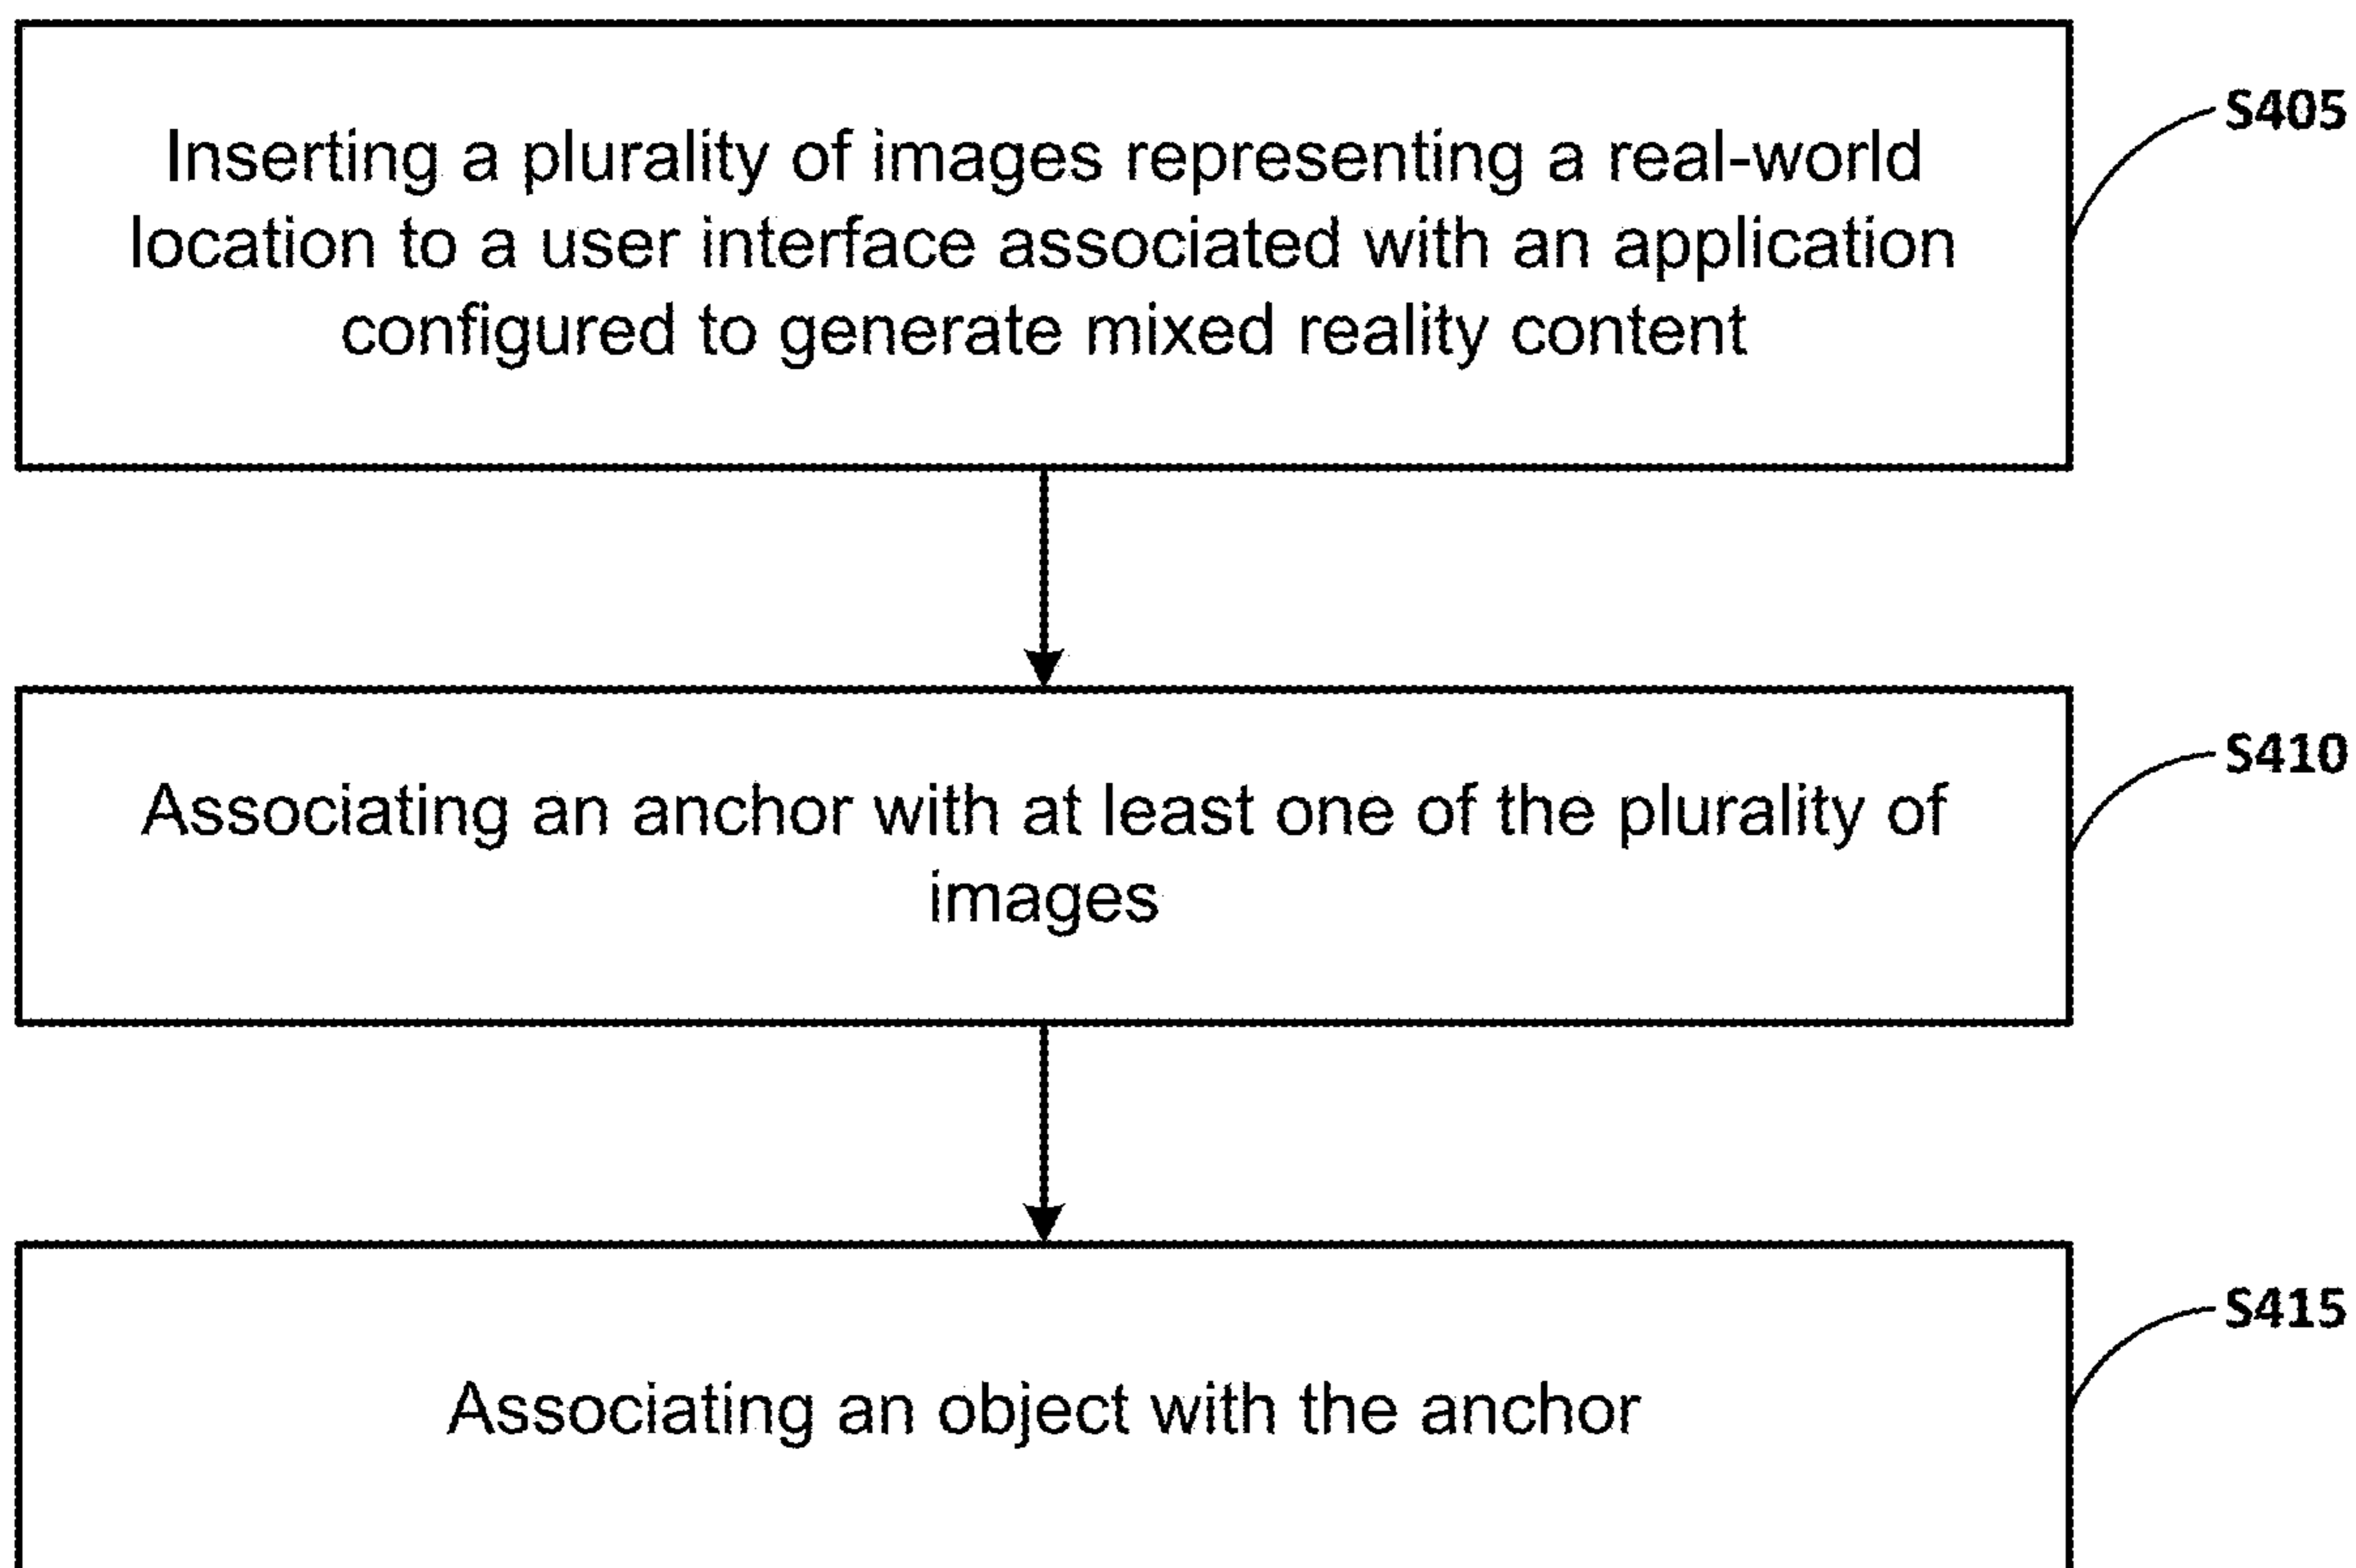 Inserting a plurality of images representing a real-world
location to a user interface associated with an application
configured to generate mixed reality content
S405
Associating an anchor with at least one of the plurality of
images
S410
Associating an object with the anchor
S415